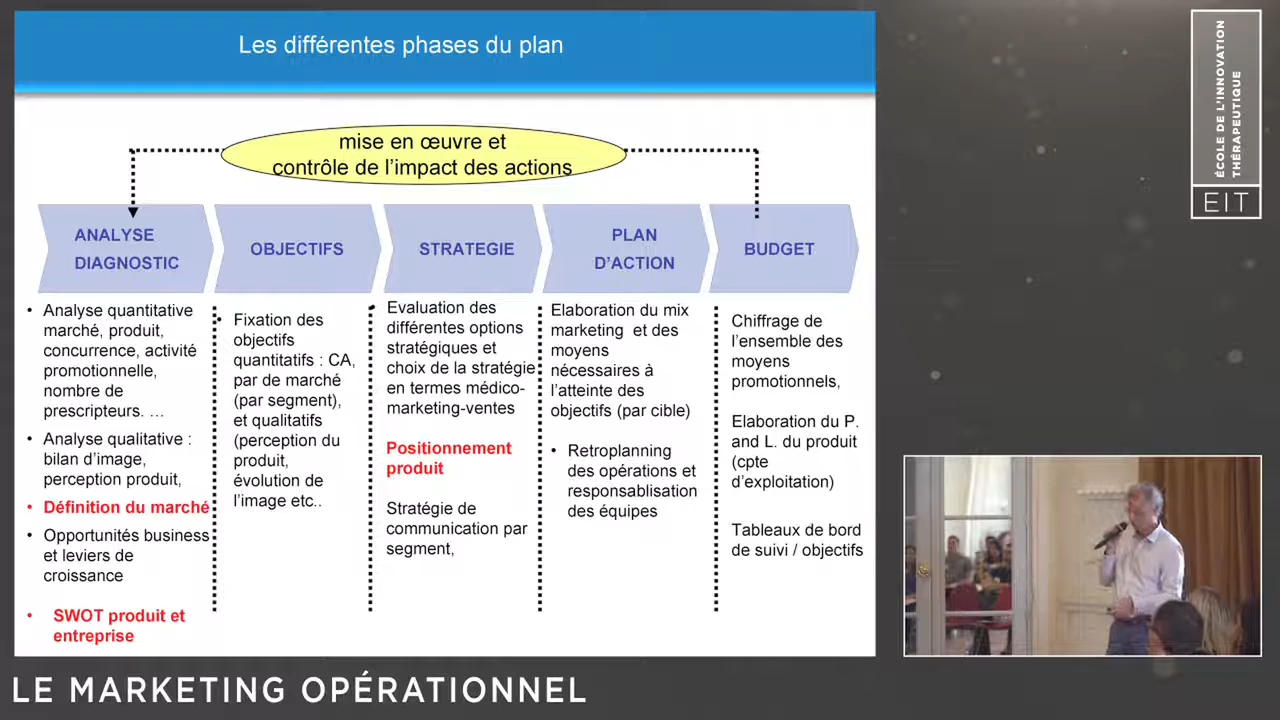 Les différentes phases du plan
mise en œuvre et
contrôle de l'impact des actions
ANALYSE
DIAGNOSTIC
OBJECTIFS
STRATEGIE
PLAN
D'ACTION
BUDGET
• Analyse quantitative
marché, produit,
concurrence, activité
promotionnelle,
nombre de
prescripteurs. …
• Analyse qualitative :
bilan d'image,
perception produit,
• Définition du marché
• Opportunités business
et leviers de
croissance
• SWOT produit et
entreprise
• Fixation des
objectifs
quantitatifs : CA,
par de marché
(par segment),
et qualitatifs
(perception du
produit,
évolution de
l'image etc..
• Evaluation des
différentes options
stratégiques et
choix de la stratégie
en termes médico-
marketing-ventes
Positionnement
produit
Stratégie de
communication par
segment,
Elaboration du mix
marketing et des
moyens
nécessaires à
l'atteinte des
objectifs (par cible)
• Retroplanning
des opérations et
responsablisation
des équipes
Chiffrage de
l'ensemble des
moyens
promotionnels,
Elaboration du P.
and L. du produit
(cpte
d'exploitation)
Tableaux de bord
de suivi / objectifs
ÉCOLE DE L'INNOVATION
THÉRAPEUTIQUE
EIT
LE MARKETING OPÉRATIONNEL